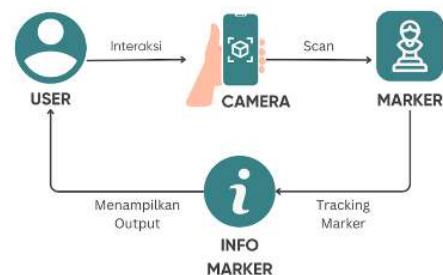 Interaksi
Scan
USER
CAMERA
MARKER
Menampilkan
Output
Tracking
Marker
INFO
MARKER